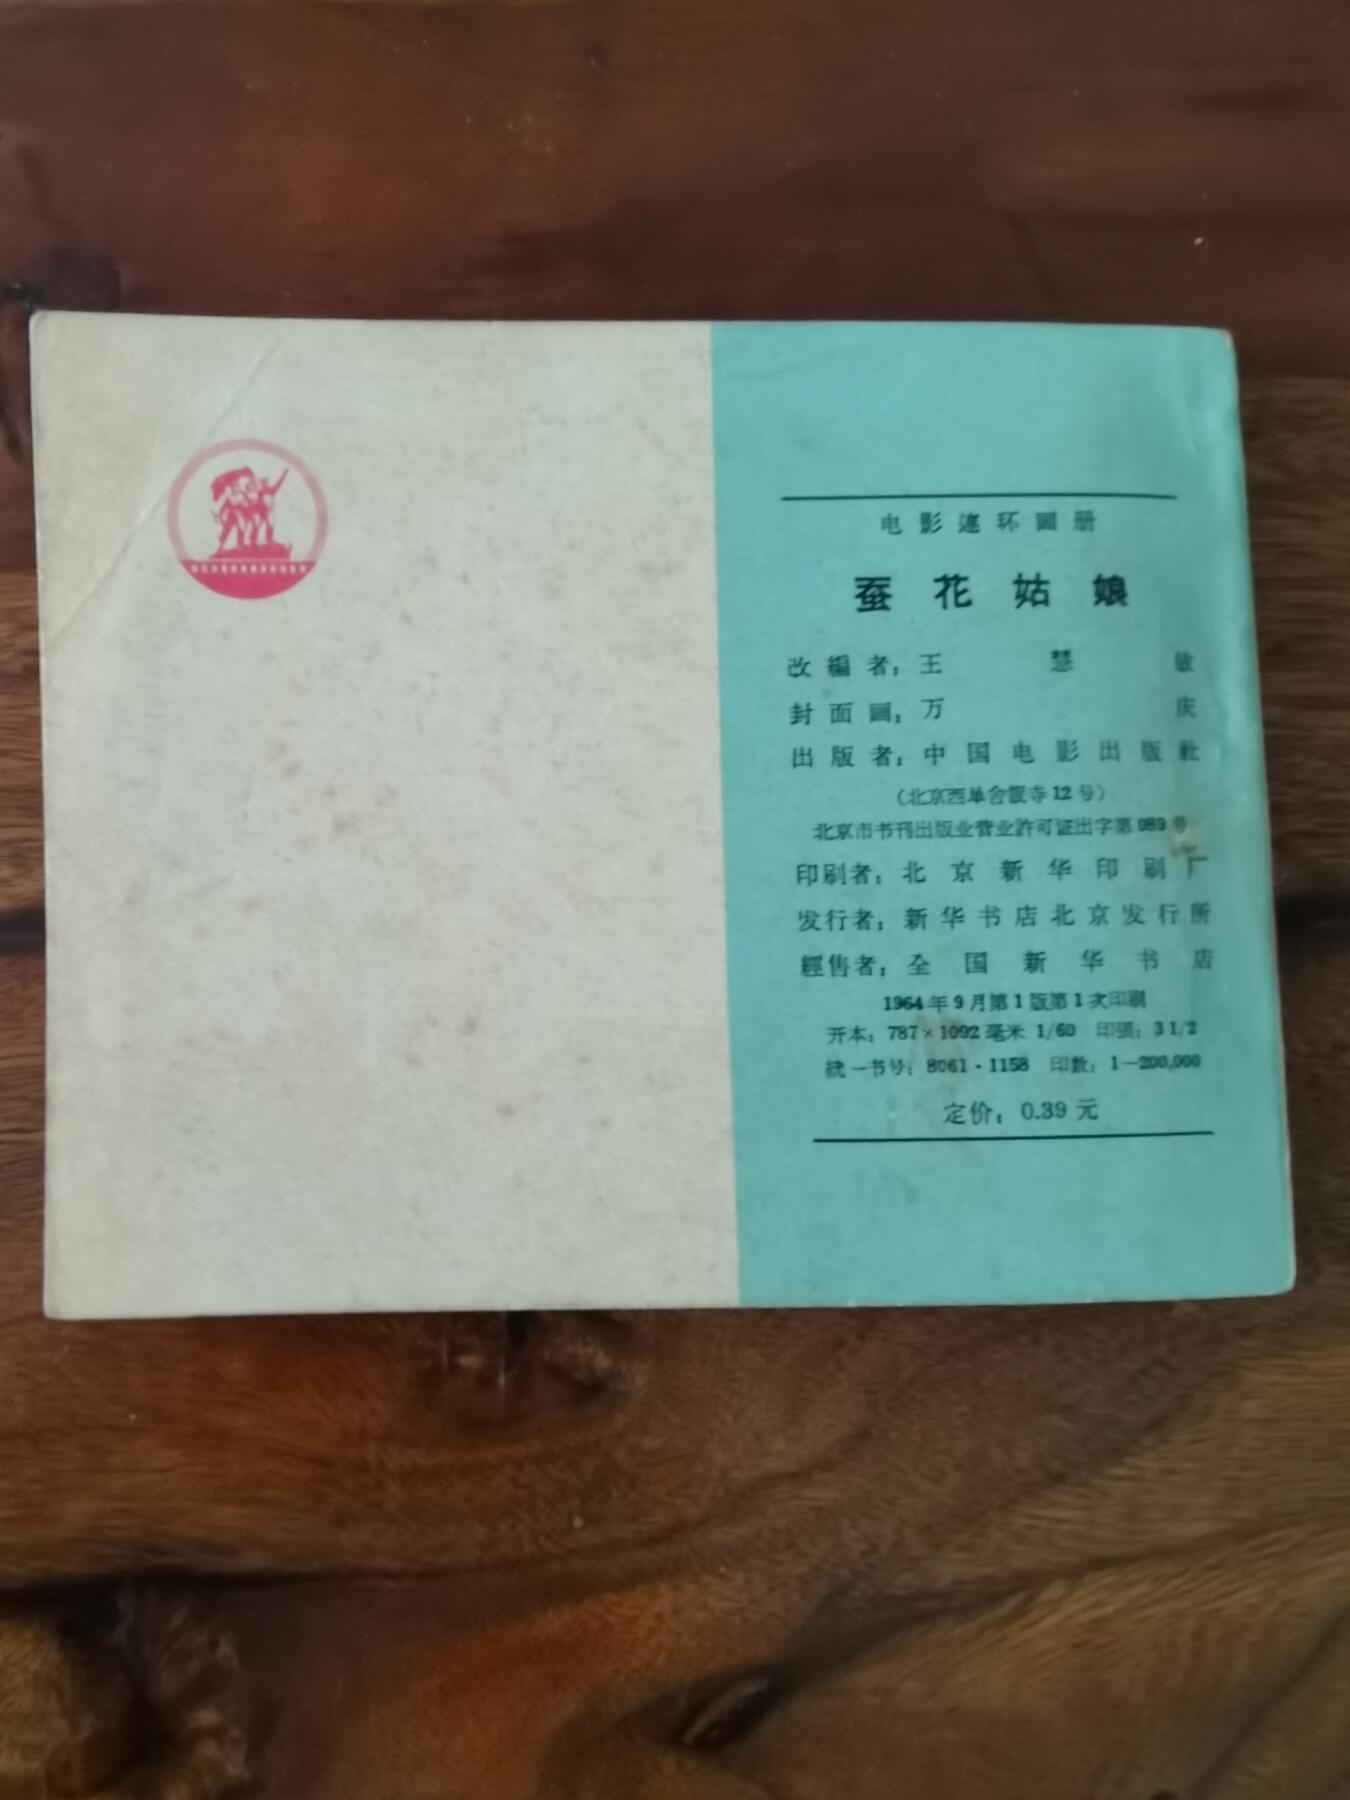 电影連环画册
蚕花姑娘
改編者：王慧敏
封面画：万庆
出版者：中国电影出版社
（北京西单舍飯寺12号）
北京市书刊出版业营业許可証出字第089号
印刷者：北京新华印刷厂
发行者：新华书店北京发行所
經售者：全国新华书店
1964年9月第1版第1次印刷
开本：787×1092毫米 1/60 印張：3 1/2
統一书号：8061·1158 印数：1—200,000
定价：0.39元